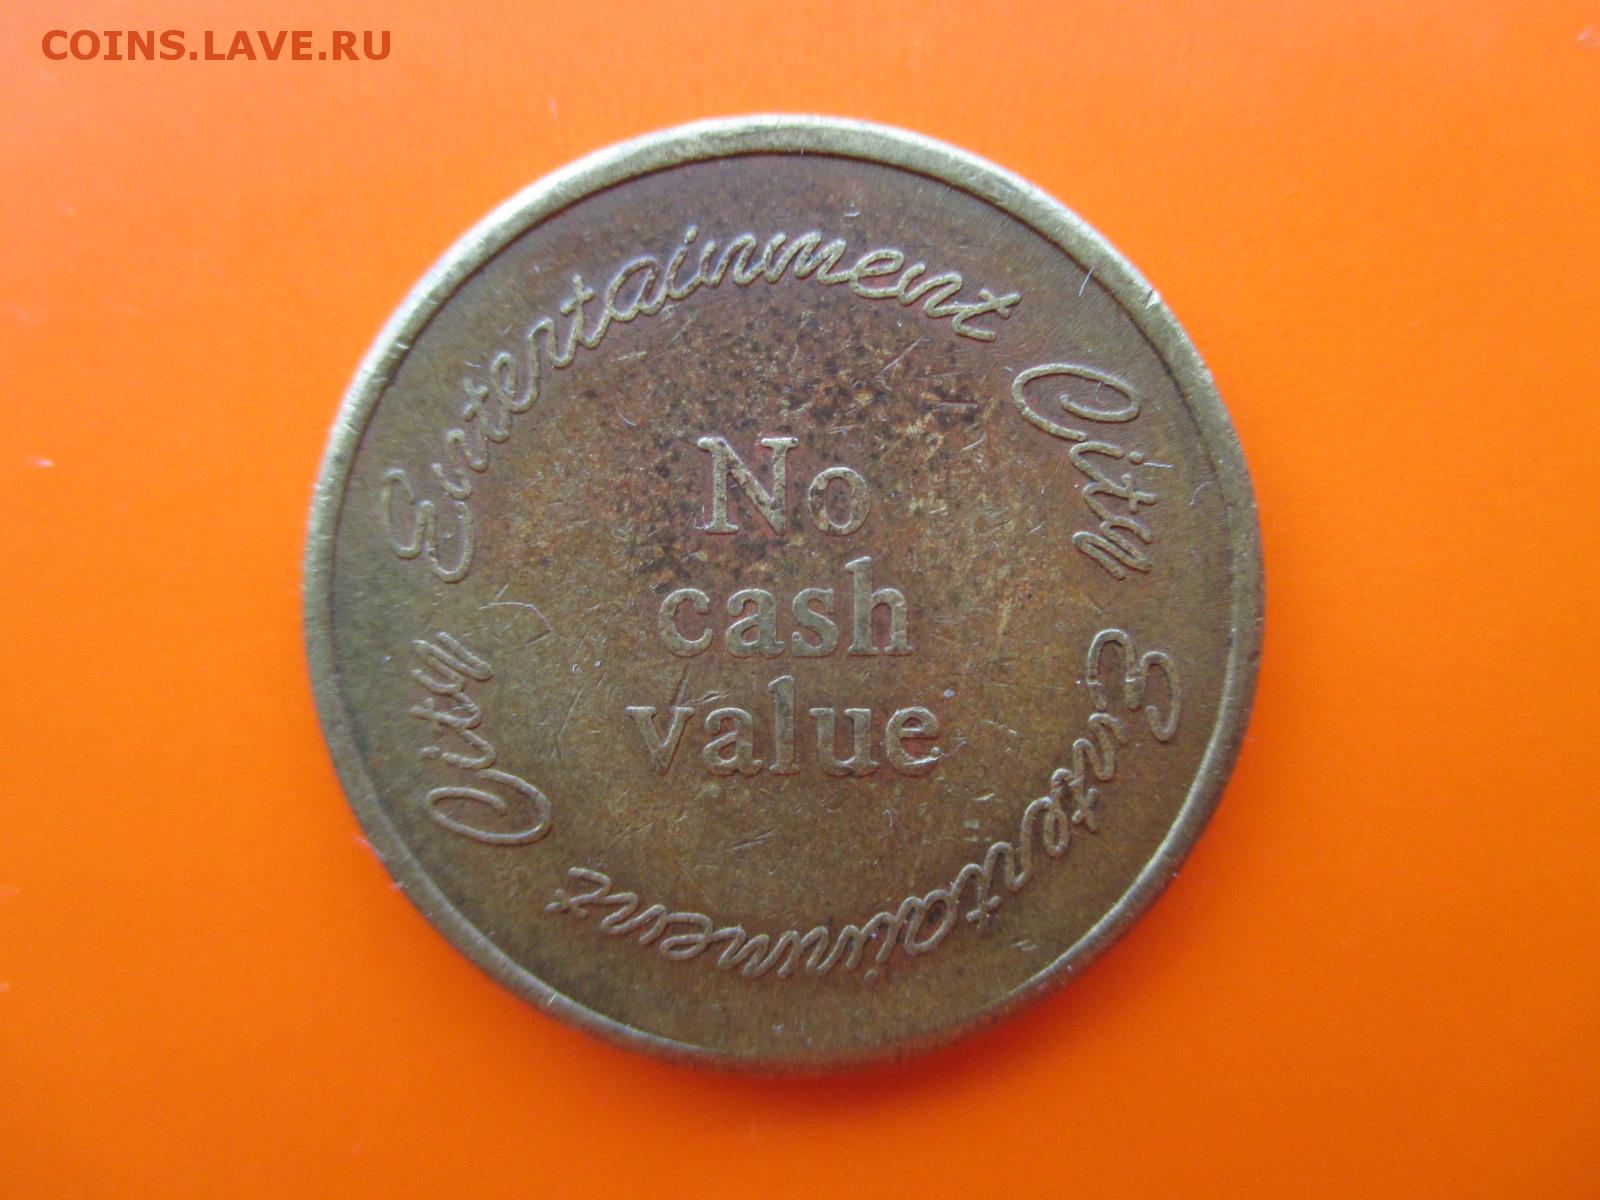 COINS.LAVE.RU
Entertainment City Entertainment City
No
cash
value